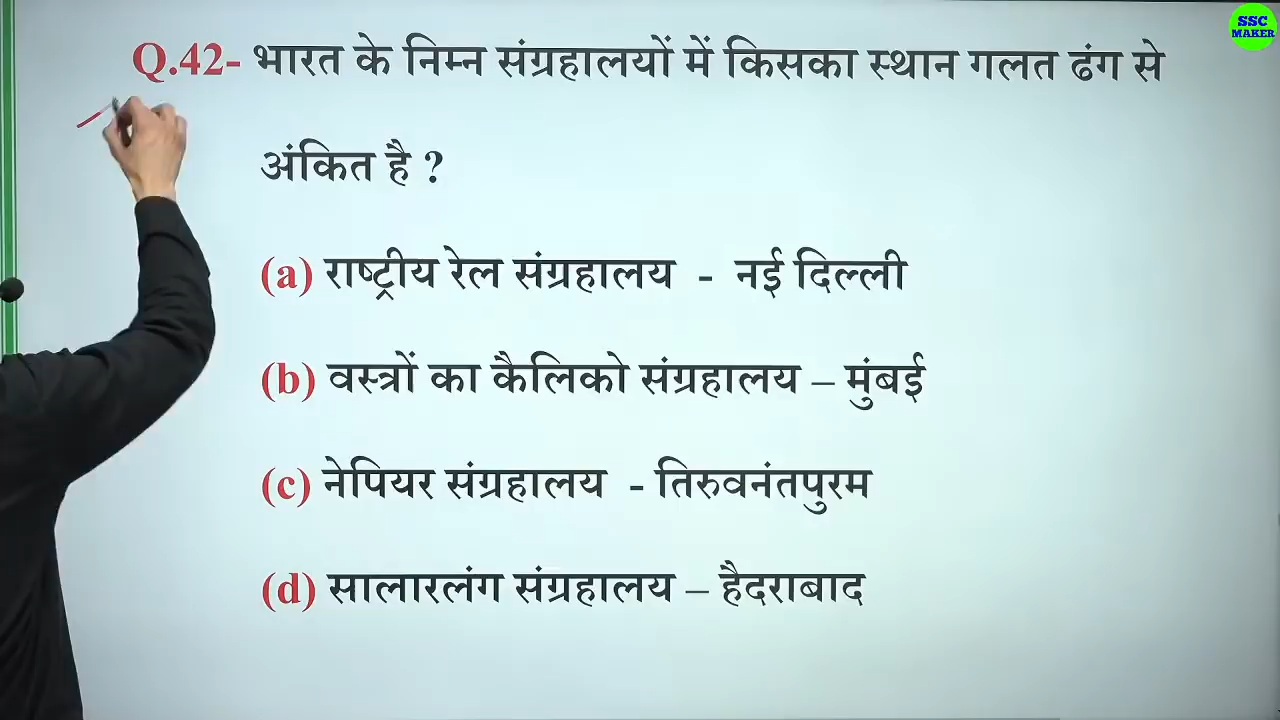 SSC
MAKER
Q.42- भारत के निम्न संग्रहालयों में किसका स्थान गलत ढंग से
अंकित है ?
(a) राष्ट्रीय रेल संग्रहालय - नई दिल्ली
(b) वस्त्रों का कैलिको संग्रहालय – मुंबई
(c) नेपियर संग्रहालय - तिरुवनंतपुरम
(d) सालारलंग संग्रहालय – हैदराबाद